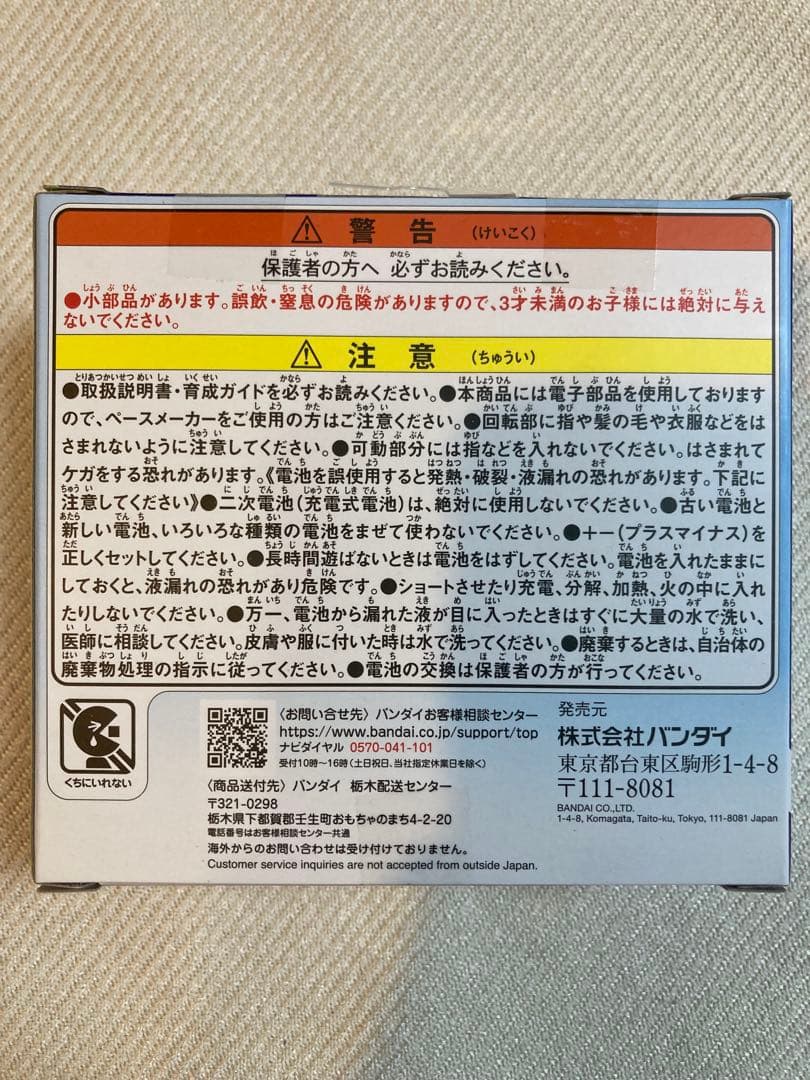 警告 (けいこく)
保護者の方へ 必ずお読みください。
●小部品があります。誤飲・窒息の危険がありますので、3才未満のお子様には絶対に与え
ないでください。
注意 (ちゅうい)
●取扱説明書・育成ガイドを必ずお読みください。●本商品には電子部品を使用しております
ので、ペースメーカーをご使用の方はご注意ください。●回転部に指や髪の毛や衣服などをは
さまれないように注意してください。●可動部分には指などを入れないでください。はさまれて
ケガをする恐れがあります。《電池を誤使用すると発熱・破裂・液漏れの恐れがあります。下記に
注意してください》●二次電池(充電式電池)は、絶対に使用しないでください。●古い電池と
新しい電池、いろいろな種類の電池をまぜて使わないでください。●+-(プラスマイナス)を
正しくセットしてください。●長時間遊ばないときは電池をはずしてください。電池を入れたままに
しておくと、液漏れの恐れがあり危険です。●ショートさせたり充電、分解、加熱、火の中に入れ
たりしないでください。●万一、電池から漏れた液が目に入ったときはすぐに大量の水で洗い、
医師に相談してください。皮膚や服に付いた時は水で洗ってください。●廃棄するときは、自治体の
廃棄物処理の指示に従ってください。●電池の交換は保護者の方が行ってください。
くちにいれない
〈お問い合せ先〉バンダイお客様相談センター
https://www.bandai.co.jp/support/top
ナビダイヤル 0570-041-101
受付10時〜16時(土日祝日、当社指定休業日を除く)
〈商品送付先〉バンダイ 栃木配送センター
〒321-0298
栃木県下都賀郡壬生町おもちゃのまち4-2-20
電話番号はお客様相談センター共通
海外からのお問い合わせは受け付けておりません。
Customer service inquiries are not accepted from outside Japan.
発売元
株式会社バンダイ
東京都台東区駒形1-4-8
〒111-8081
BANDAI CO.,LTD.
1-4-8, Komagata, Taito-ku, Tokyo, 111-8081 Japan